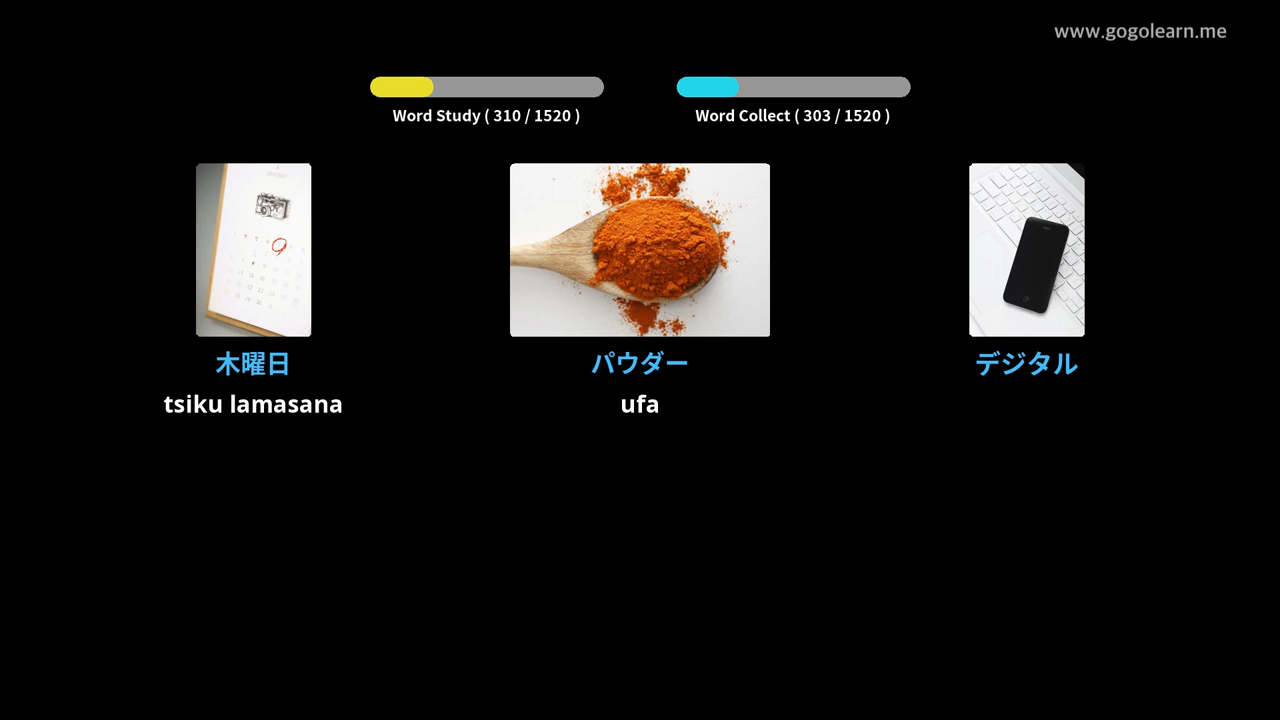 www.gogolearn.me
Word Study ( 310 / 1520 )
Word Collect ( 303 / 1520 )
木曜日
パウダー
デジタル
tsiku lamasana
ufa